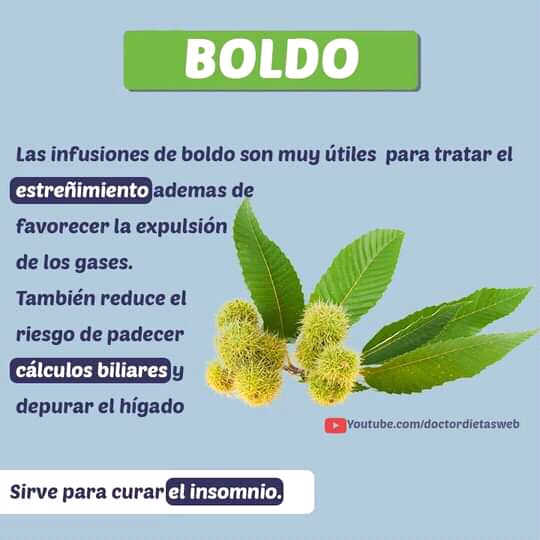 BOLDO
Las infusiones de boldo son muy útiles para tratar el
estreñimiento ademas de
favorecer la expulsión
de los gases.
También reduce el
riesgo de padecer
cálculos biliares y
depurar el hígado
Youtube.com/doctordietasweb
Sirve para curar el insomnio.